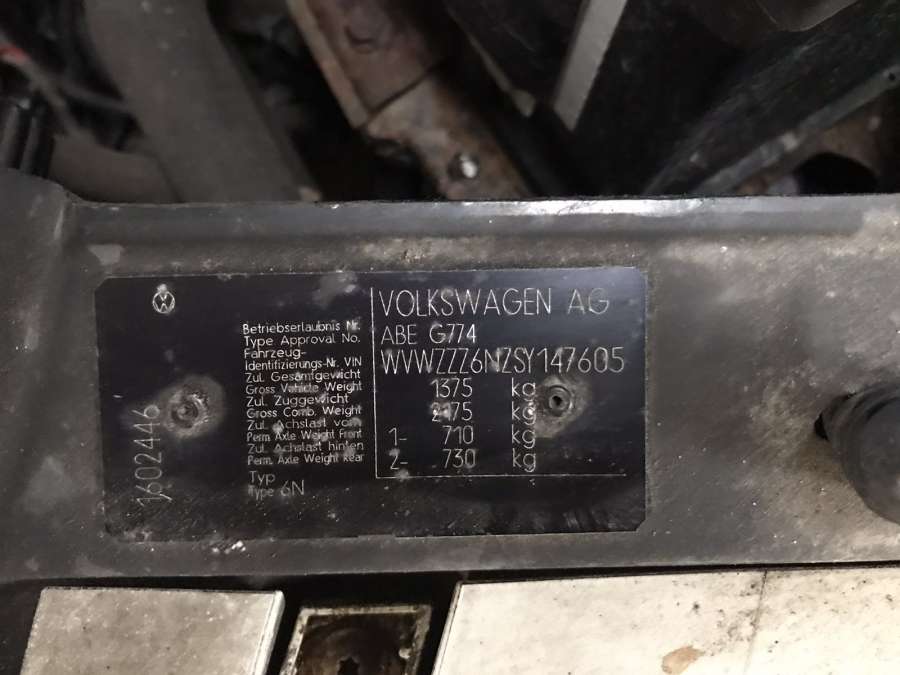 VOLKSWAGEN AG
Betriebserlaubnis Nr.
Type Approval No.
ABE G774
Fahrzeug-
Identifizierungs-Nr. VIN
WVWZZZ6NZSY147605
Zul. Gesamtgewicht
Gross Vehicle Weight
1375 kg
Zul. Zuggewicht
Gross Comb. Weight
2175 kg
Zul. Achslast vorn
Perm. Axle Weight Front
1- 710 kg
Zul. Achslast hinten
Perm. Axle Weight Rear
2- 730 kg
Typ
Type 6N
1602446